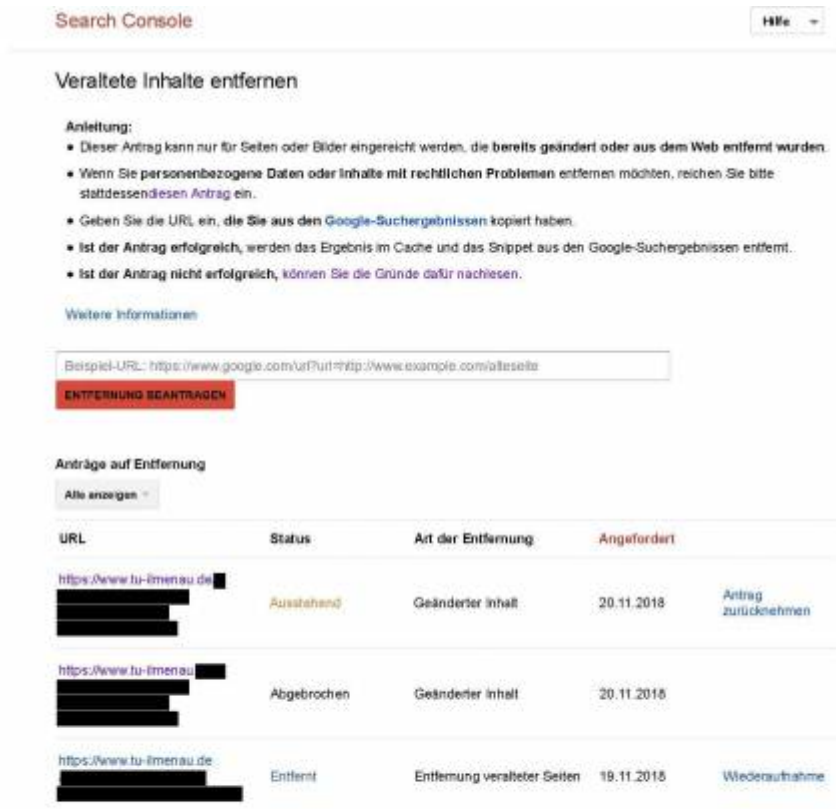 Search Console
Hilfe
Veraltete Inhalte entfernen
Anleitung:
• Dieser Antrag kann nur für Seiten oder Bilder eingereicht werden, die bereits geändert oder aus dem Web entfernt wurden.
• Wenn Sie personenbezogene Daten oder Inhalte mit rechtlichen Problemen entfernen möchten, reichen Sie bitte
stattdessendiesen Antrag ein.
• Geben Sie die URL ein, die Sie aus den Google-Suchergebnissen kopiert haben.
• Ist der Antrag erfolgreich, werden das Ergebnis im Cache und das Snippet aus den Google-Suchergebnissen entfernt.
• Ist der Antrag nicht erfolgreich, können Sie die Gründe dafür nachlesen.
Weitere Informationen
Beispiel-URL: https://www.google.com/url?url=http://www.example.com/alteseite
ENTFERNUNG BEANTRAGEN
Anträge auf Entfernung
Alle anzeigen
URL Status Art der Entfernung Angefordert
https://www.tu-ilmenau.de
Ausstehend Geänderter Inhalt 20.11.2018 Antrag
zurücknehmen
https://www.tu-ilmenau
Abgebrochen Geänderter Inhalt 20.11.2018
https://www.tu-ilmenau.de
Entfernt Entfernung veralteter Seiten 19.11.2018 Wiederaufnahme